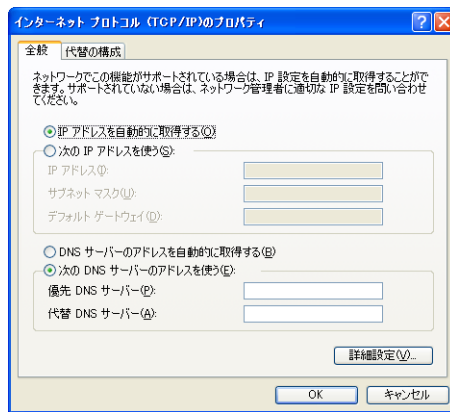 インターネット プロトコル (TCP/IP)のプロパティ
全般
代替の構成
ネットワークでこの機能がサポートされている場合は、IP 設定を自動的に取得することがで
きます。サポートされていない場合は、ネットワーク管理者に適切な IP 設定を問い合わせ
てください。
IP アドレスを自動的に取得する(O)
次の IP アドレスを使う(S):
IP アドレス(I):
サブネット マスク(U):
デフォルト ゲートウェイ(D):
DNS サーバーのアドレスを自動的に取得する(B)
次の DNS サーバーのアドレスを使う(E):
優先 DNS サーバー(P):
代替 DNS サーバー(A):
詳細設定(V)...
OK
キャンセル